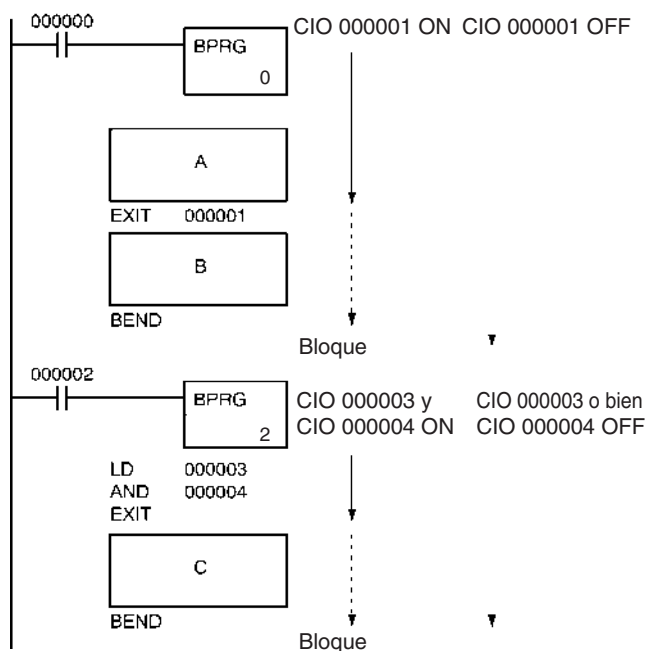 000000
BPRG
0
CIO 000001 ON CIO 000001 OFF
A
EXIT 000001
B
BEND
Bloque
000002
BPRG
2
CIO 000003 y CIO 000003 o bien
CIO 000004 ON CIO 000004 OFF
LD 000003
AND 000004
EXIT
C
BEND
Bloque